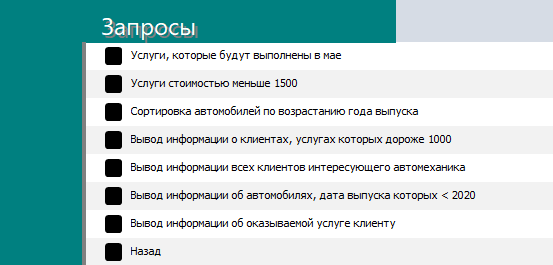 Запросы
Услуги, которые будут выполнены в мае
Услуги стоимостью меньше 1500
Сортировка автомобилей по возрастанию года выпуска
Вывод информации о клиентах, услугах которых дороже 1000
Вывод информации всех клиентов интересующего автомеханика
Вывод информации об автомобилях, дата выпуска которых < 2020
Вывод информации об оказываемой услуге клиенту
Назад